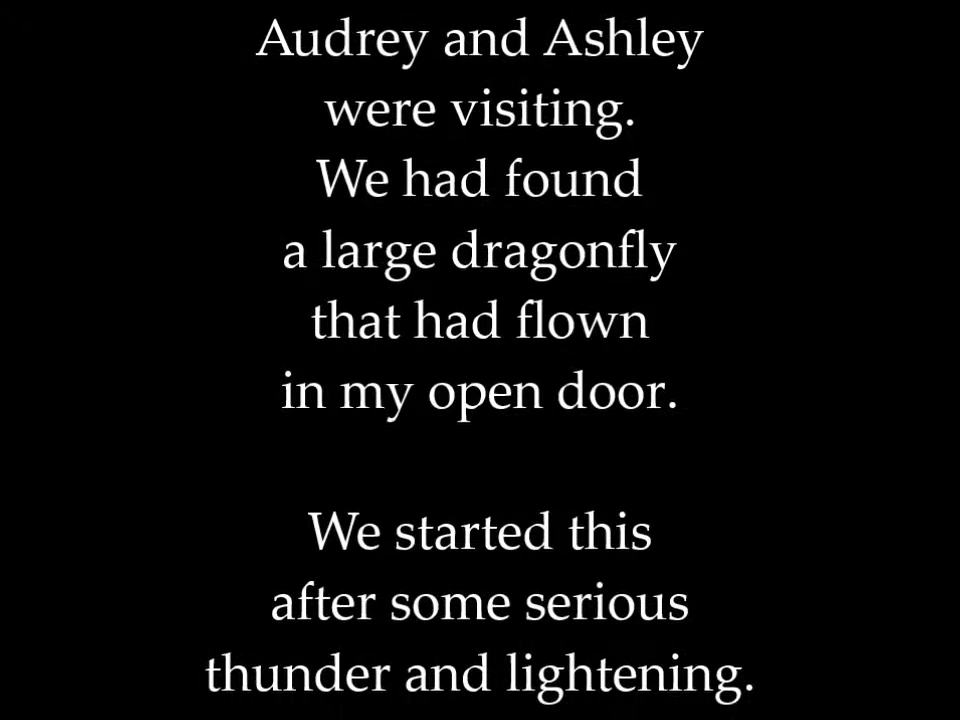 Audrey and Ashley
were visiting.
We had found
a large dragonfly
that had flown
in my open door.
We started this
after some serious
thunder and lightening.